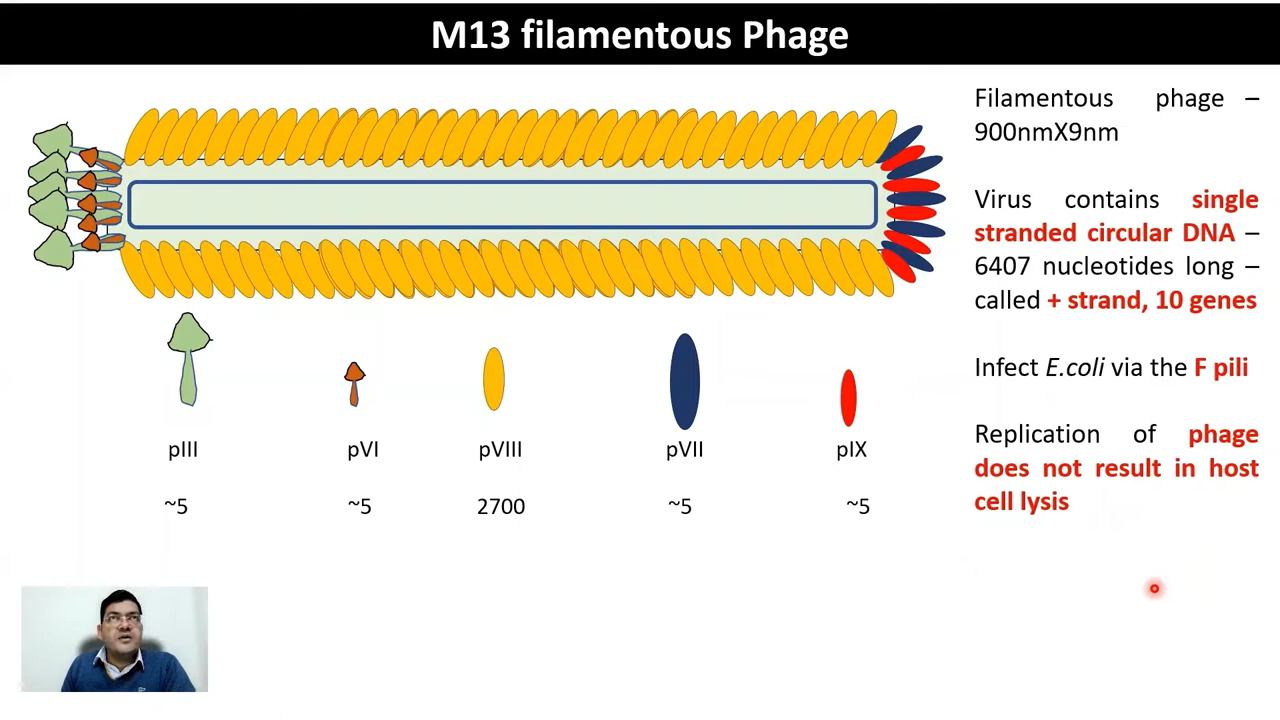 M13 filamentous Phage
Filamentous phage –
900nmX9nm
Virus contains single
stranded circular DNA –
6407 nucleotides long –
called + strand, 10 genes
Infect E.coli via the F pili
Replication of phage
does not result in host
cell lysis
pIII pVI pVIII pVII pIX
~5 ~5 2700 ~5 ~5